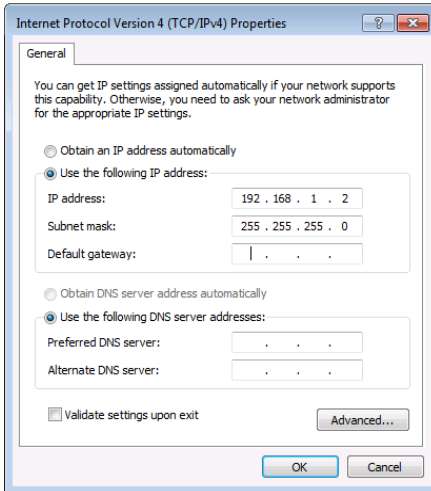 Internet Protocol Version 4 (TCP/IPv4) Properties
General
You can get IP settings assigned automatically if your network supports
this capability. Otherwise, you need to ask your network administrator
for the appropriate IP settings.
Obtain an IP address automatically
Use the following IP address:
IP address: 192 . 168 . 1 . 2
Subnet mask: 255 . 255 . 255 . 0
Default gateway: . . .
Obtain DNS server address automatically
Use the following DNS server addresses:
Preferred DNS server: . . .
Alternate DNS server: . . .
Validate settings upon exit
Advanced...
OK Cancel